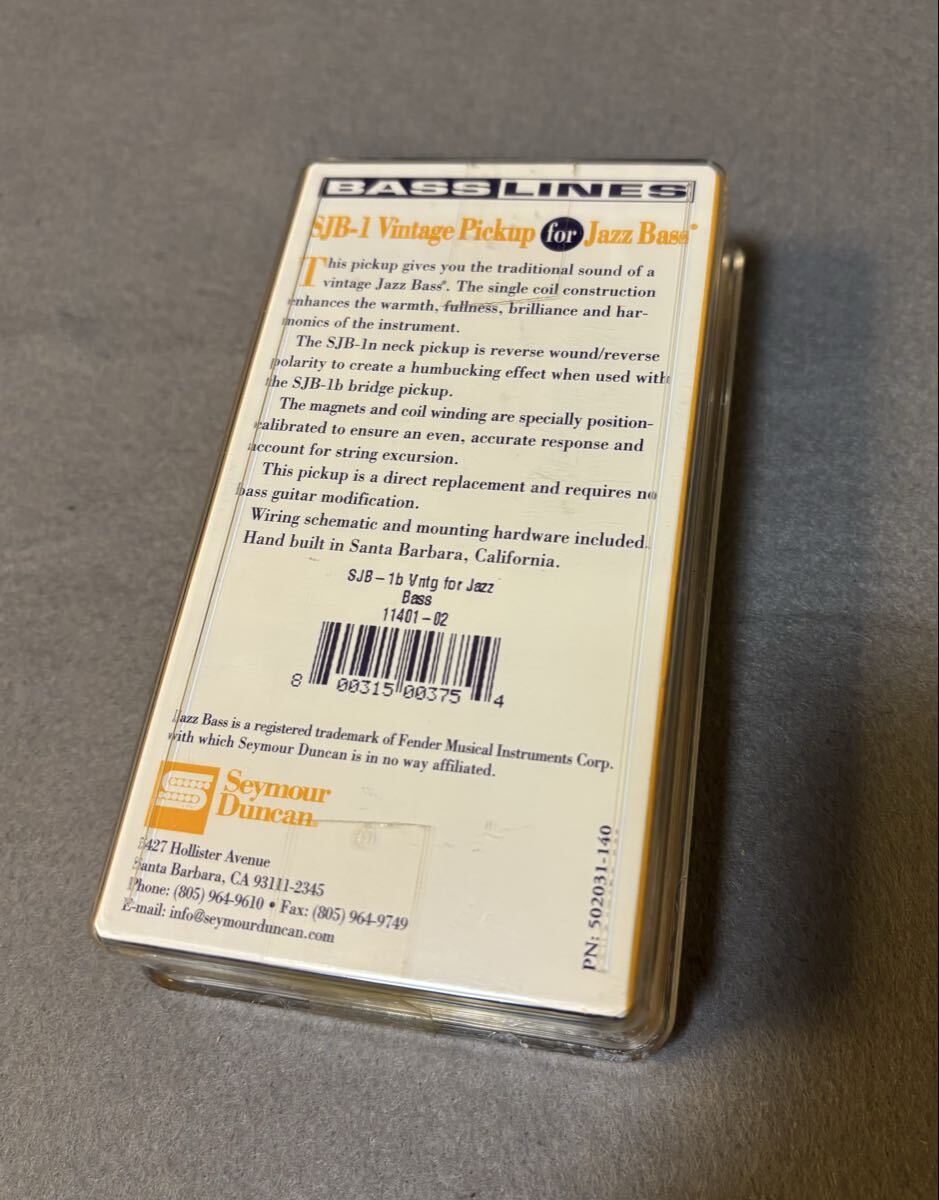 BASSLINES
SJB-1 Vintage Pickup for Jazz Bass®
This pickup gives you the traditional sound of a
vintage Jazz Bass®. The single coil construction
enhances the warmth, fullness, brilliance and har-
monics of the instrument.
The SJB-1n neck pickup is reverse wound/reverse
polarity to create a humbucking effect when used with
the SJB-1b bridge pickup.
The magnets and coil winding are specially position-
calibrated to ensure an even, accurate response and
account for string excursion.
This pickup is a direct replacement and requires no
bass guitar modification.
Wiring schematic and mounting hardware included.
Hand built in Santa Barbara, California.
SJB-1b Vntg for Jazz
Bass
11401-02
8 00315 00375 4
Jazz Bass is a registered trademark of Fender Musical Instruments Corp.
with which Seymour Duncan is in no way affiliated.
Seymour
Duncan®
5427 Hollister Avenue
Santa Barbara, CA 93111-2345
Phone: (805) 964-9610 • Fax: (805) 964-9749
E-mail: info@seymourduncan.com
PN: 502031-140